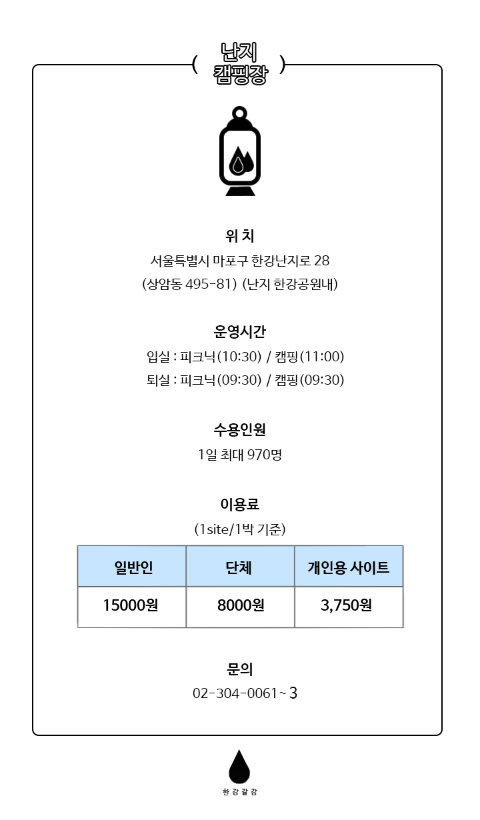 난지
캠핑장
위 치
서울특별시 마포구 한강난지로 28
(상암동 495-81) (난지 한강공원내)
운영시간
입실 : 피크닉(10:30) / 캠핑(11:00)
퇴실 : 피크닉(09:30) / 캠핑(09:30)
수용인원
1일 최대 970명
이용료
(1site/1박 기준)
일반인 단체 개인용 사이트
15000원 8000원 3,750원
문의
02-304-0061~3
한강갈강